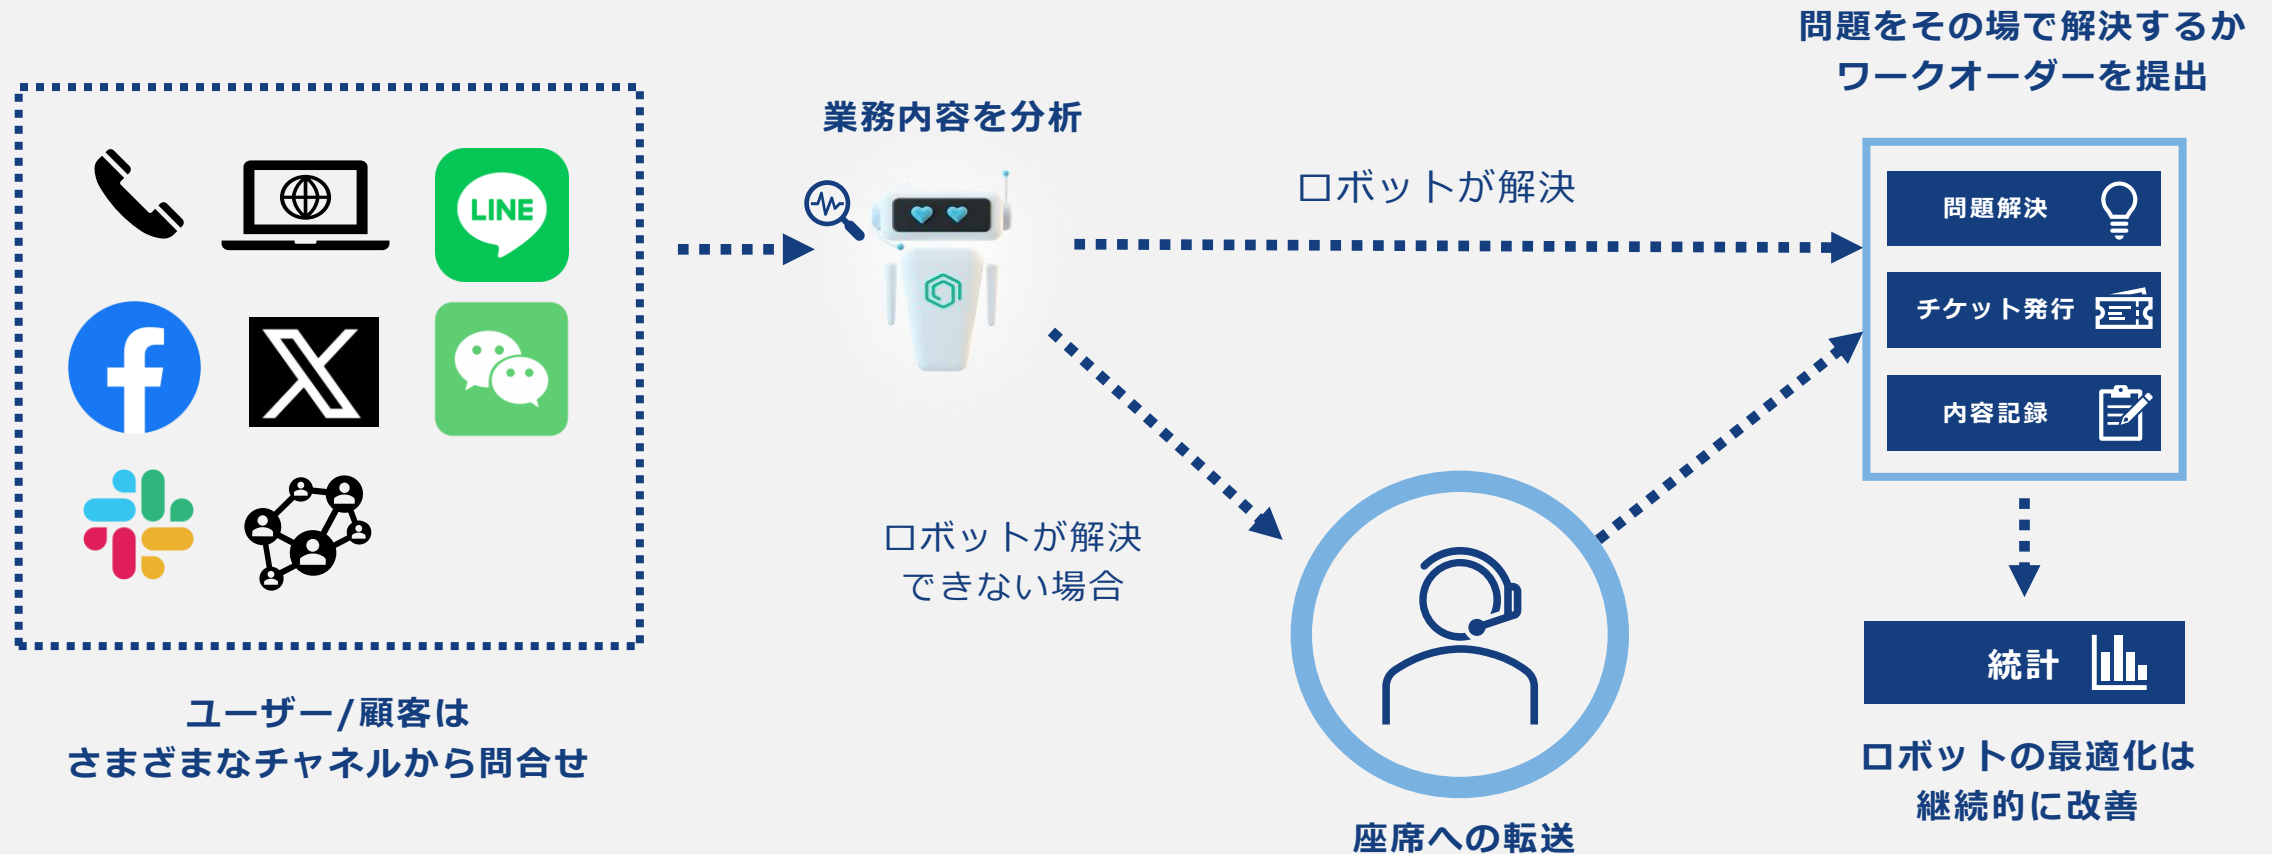 問題をその場で解決するか
ワークオーダーを提出
業務内容を分析
LINE
ロボットが解決
問題解決
チケット発行
内容記録
ロボットが解決
できない場合
統計
ユーザー/顧客は
さまざまなチャネルから問合せ
ロボットの最適化は
継続的に改善
座席への転送